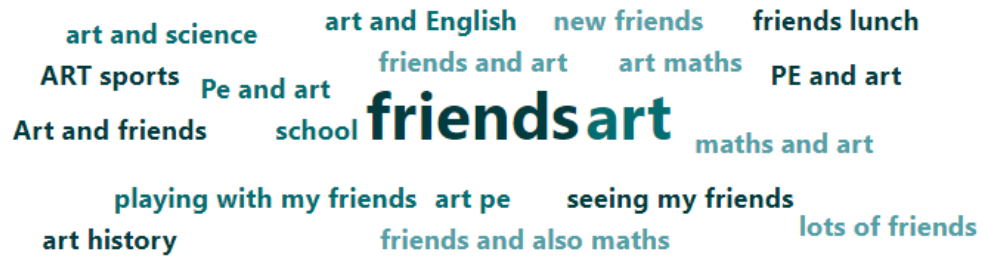 art and English
new friends
friends lunch
art and science
friends and art
art maths
ART sports
PE and art
Pe and art
friends
art
Art and friends
school
maths and art
playing with my friends
art pe
seeing my friends
lots of friends
art history
friends and also maths